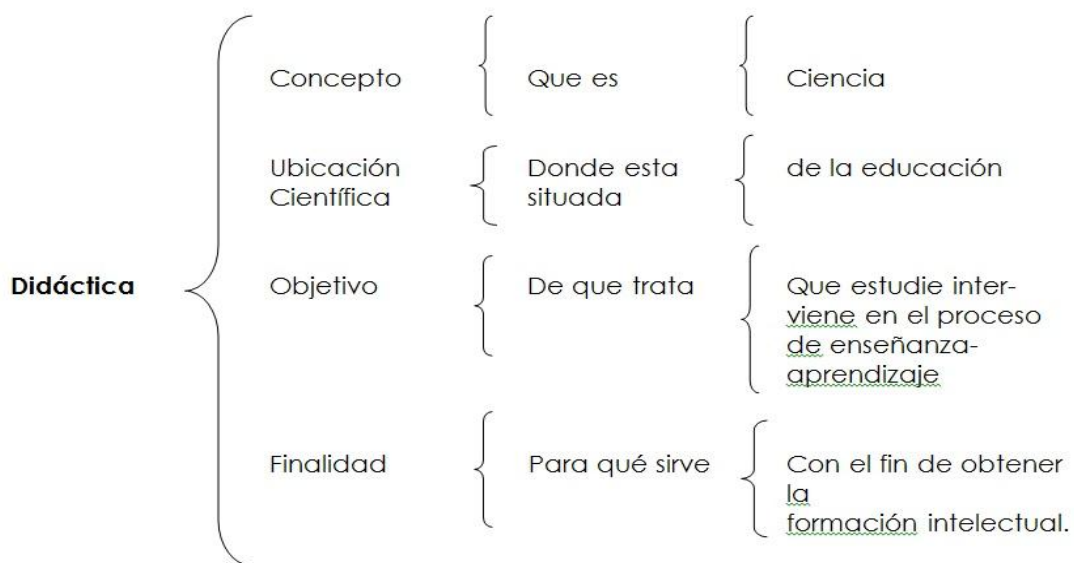 Concepto
Que es
Ciencia
Ubicación
Científica
Donde esta
situada
de la educación
Didáctica
Objetivo
De que trata
Que estudie inter-
viene en el proceso
de enseñanza-
aprendizaje
Finalidad
Para qué sirve
Con el fin de obtener
la
formación intelectual.